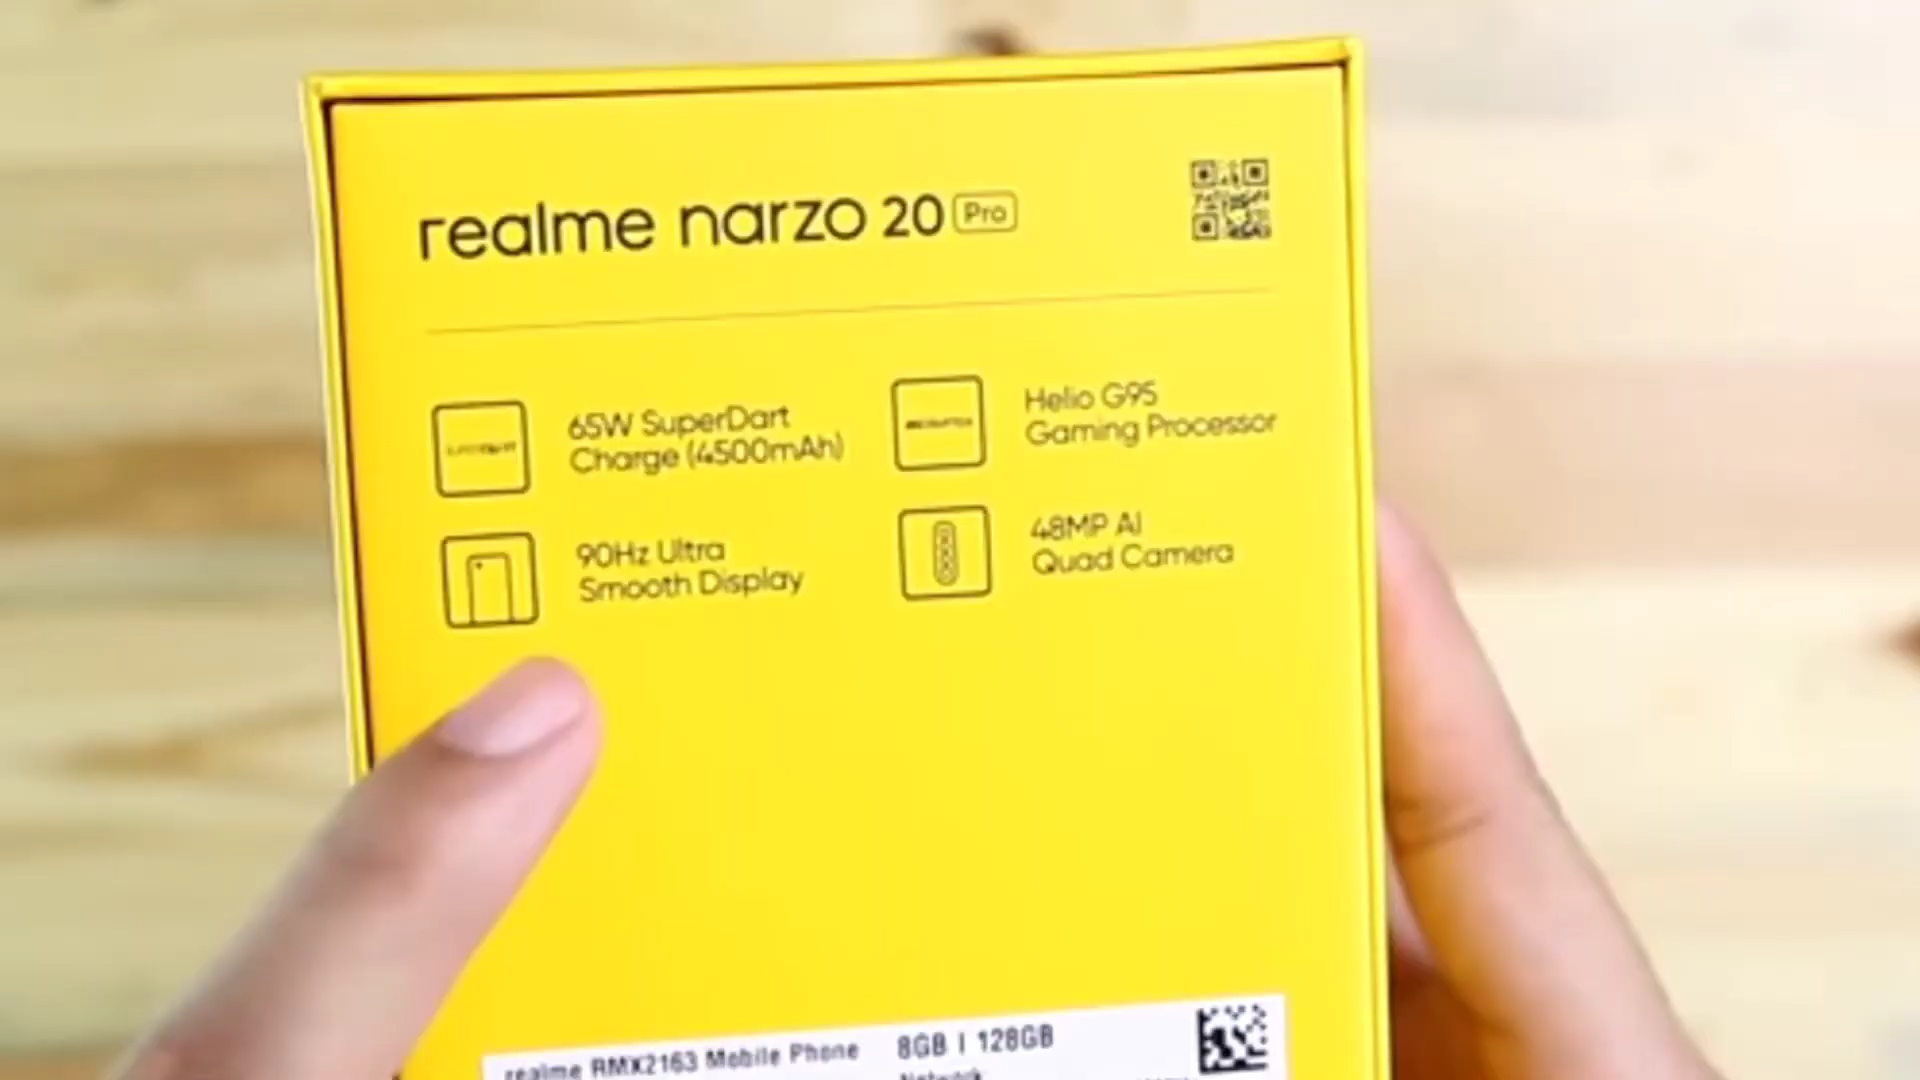 realme narzo 20 Pro
65W SuperDart
Charge (4500mAh)
Helio G95
Gaming Processor
90Hz Ultra
Smooth Display
48MP AI
Quad Camera
realme RMX2163 Mobile Phone
8GB | 128GB
Network